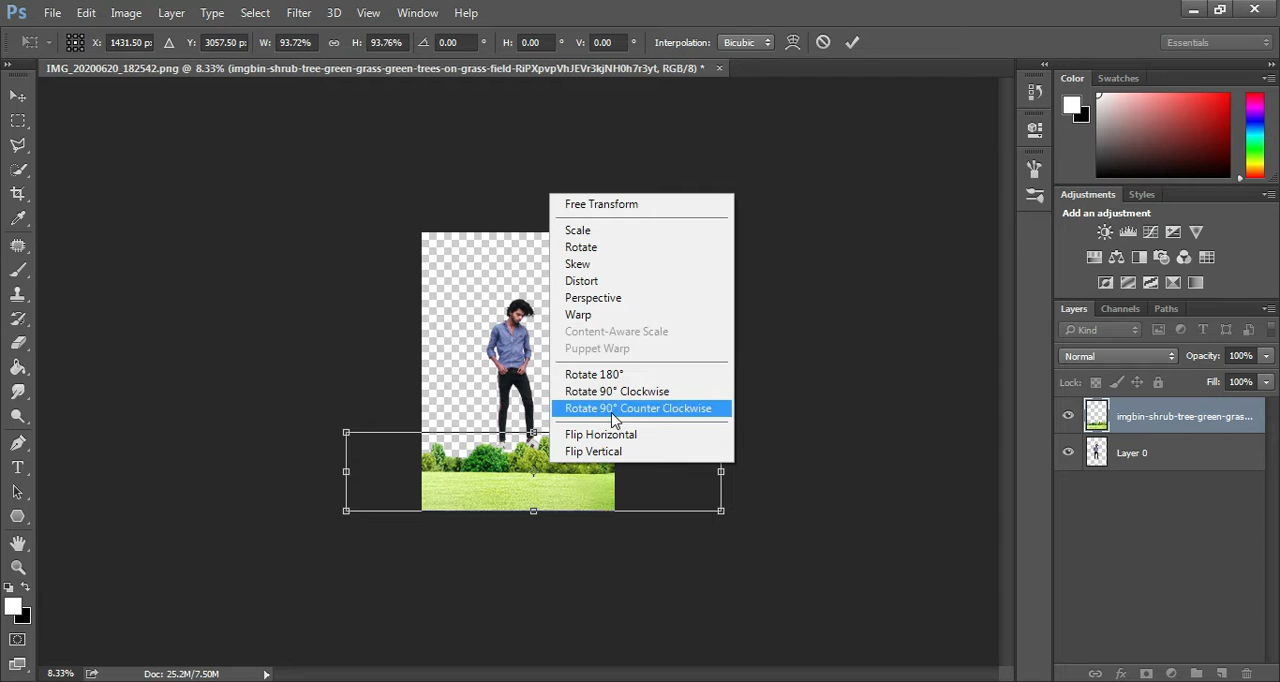 Ps File Edit Image Layer Type Select Filter 3D View Window Help
X: 1431.50 p: Y: 3057.50 p: W: 93.72% H: 93.76% 0.00 ° H: 0.00 ° V: 0.00 ° Interpolation: Bicubic Essentials
IMG_20200620_182542.png @ 8.33% (imgbin-shrub-tree-green-grass-green-trees-on-grass-field-RiPXpvpVhJEVr3kjNH0h7r3yt, RGB/8) * ×
Color Swatches
Adjustments Styles
Add an adjustment
Free Transform
Scale
Rotate
Skew
Distort
Perspective
Warp
Content-Aware Scale
Puppet Warp
Rotate 180°
Rotate 90° Clockwise
Rotate 90° Counter Clockwise
Flip Horizontal
Flip Vertical
Layers Channels Paths
Kind
Normal Opacity: 100%
Lock: Fill: 100%
imgbin-shrub-tree-green-gras...
Layer 0
8.33% Doc: 25.2M/7.50M